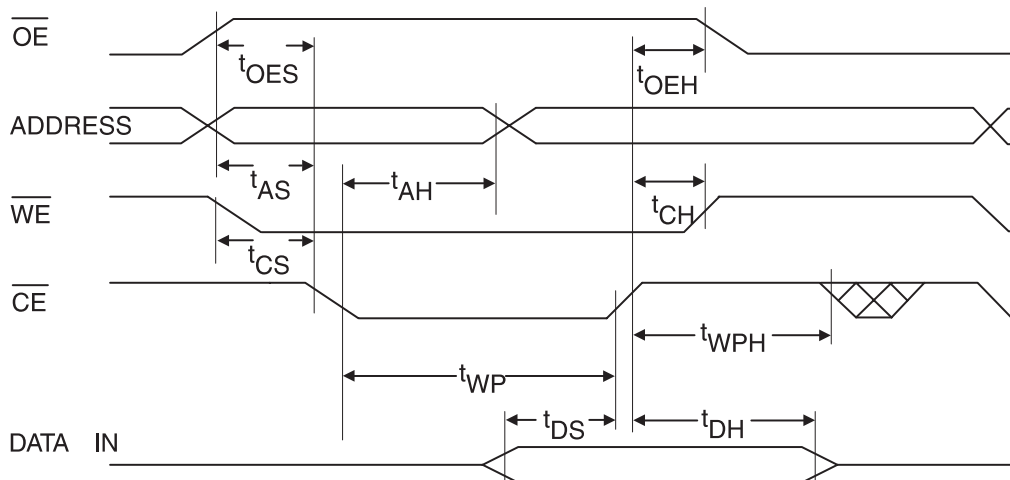 OE
tOES
tOEH
ADDRESS
tAS
tAH
tCH
WE
tCS
CE
tWPH
tWP
tDS
tDH
DATA IN